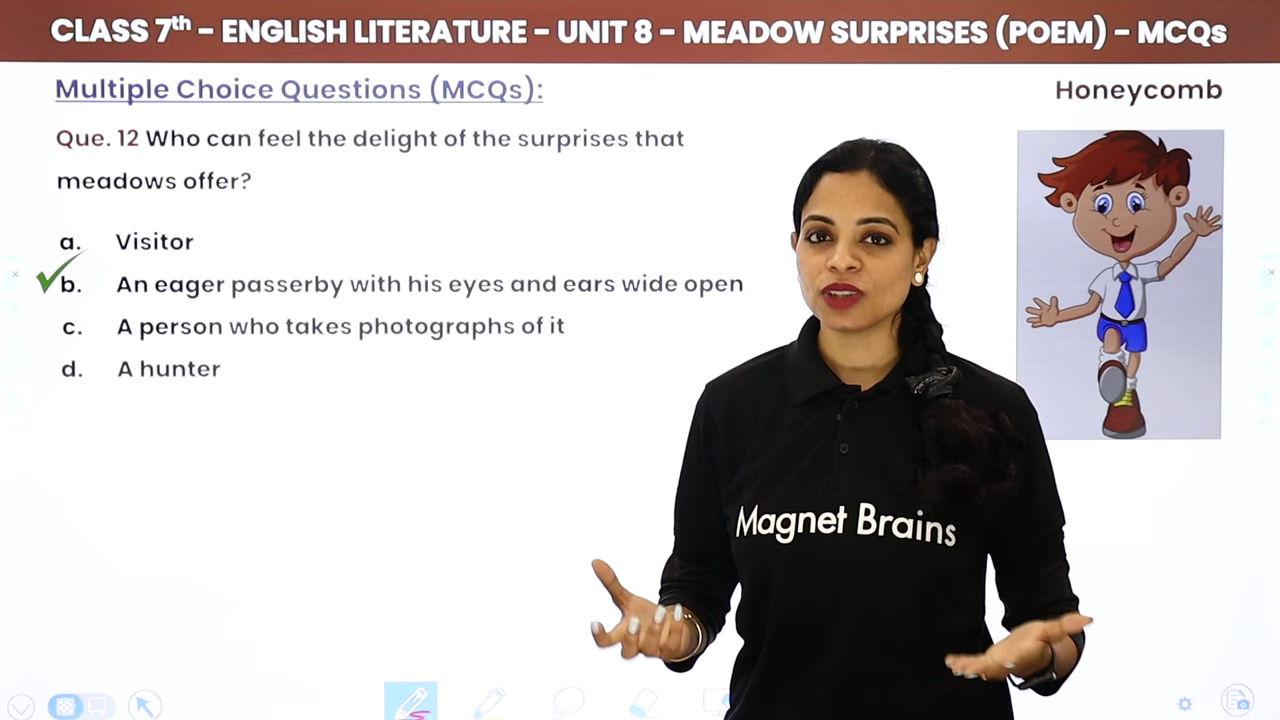 CLASS 7th – ENGLISH LITERATURE – UNIT 8 – MEADOW SURPRISES (POEM) – MCQs
Multiple Choice Questions (MCQs):
Honeycomb
Que. 12 Who can feel the delight of the surprises that
meadows offer?
a. Visitor
b. An eager passerby with his eyes and ears wide open
c. A person who takes photographs of it
d. A hunter
Magnet Brains